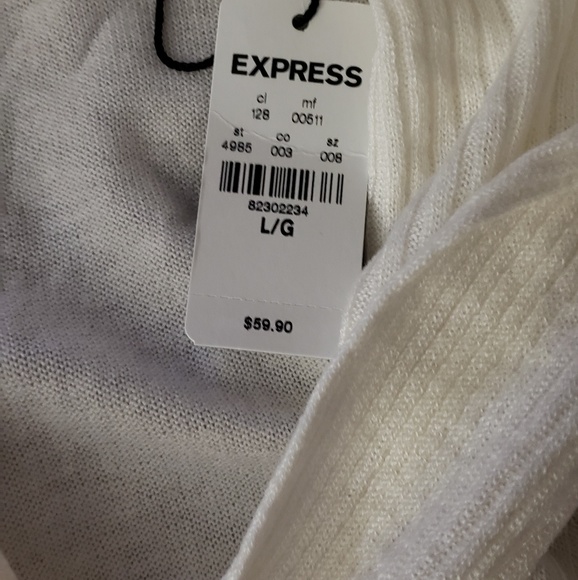 EXPRESS
cl mf
128 00511
st co sz
4985 003 008
82302234
L/G
$59.90